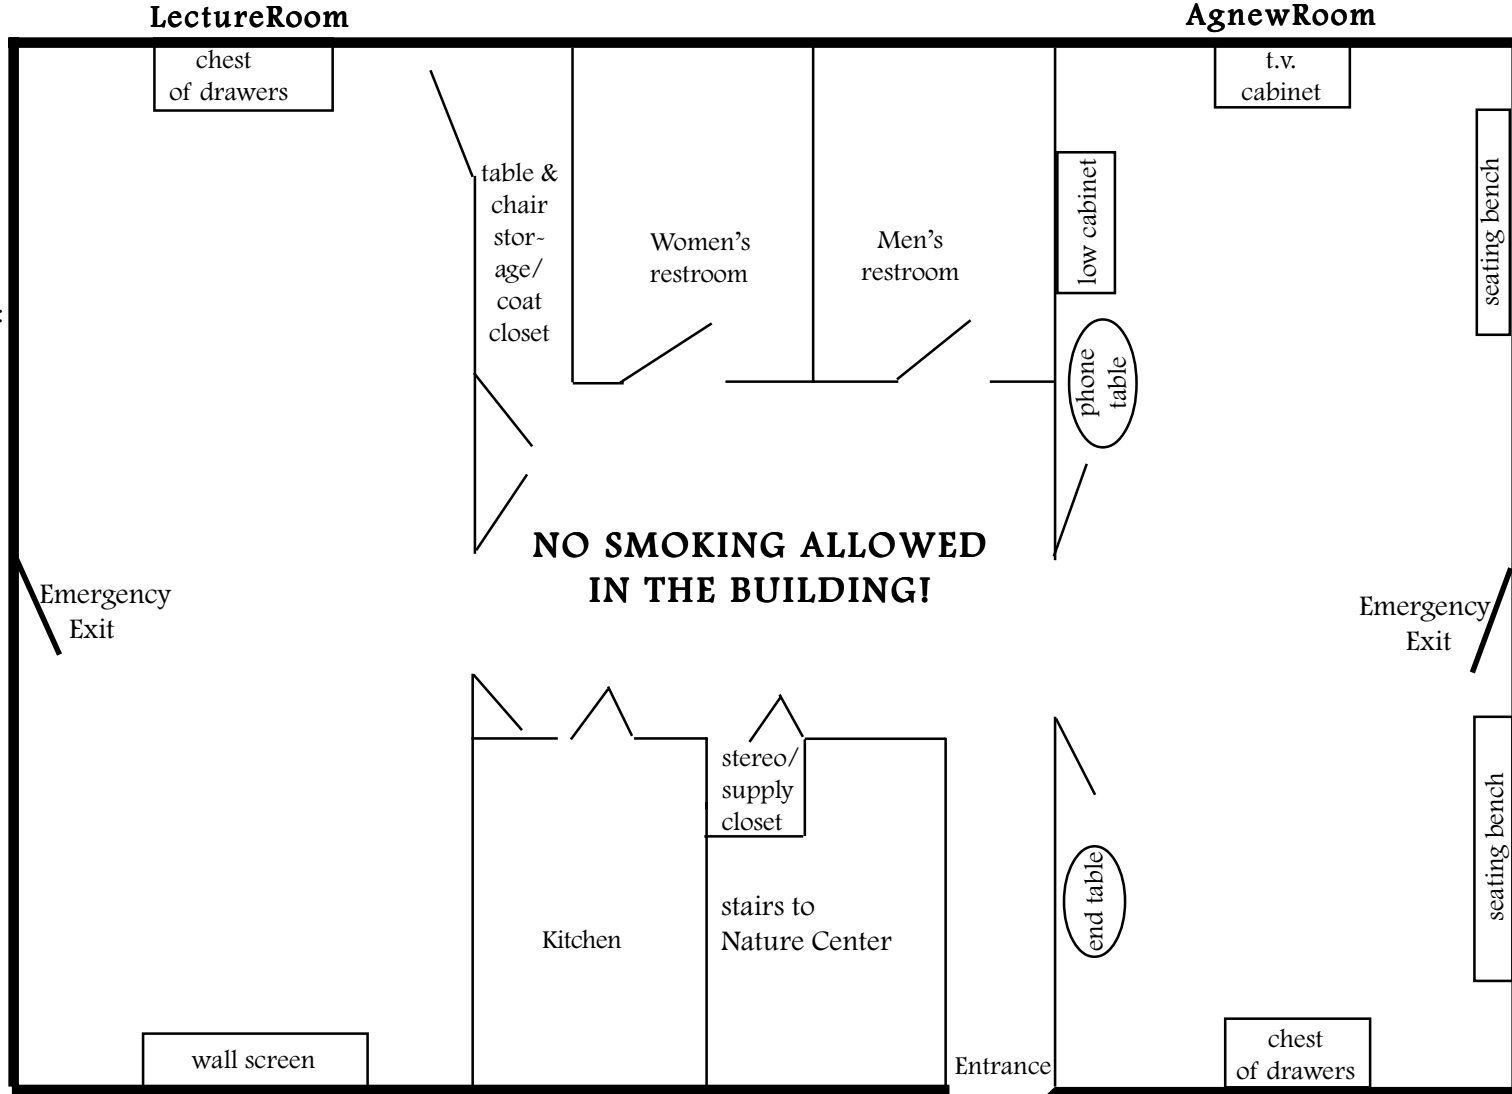 LectureRoom
AgnewRoom
chest
of drawers
t.v.
cabinet
table &
chair
stor-
age/
coat
closet
Women's
restroom
Men's
restroom
low cabinet
seating bench
phone
table
NO SMOKING ALLOWED
IN THE BUILDING!
Emergency
Exit
Emergency
Exit
stereo/
supply
closet
Kitchen
stairs to
Nature Center
end table
seating bench
wall screen
Entrance
chest
of drawers